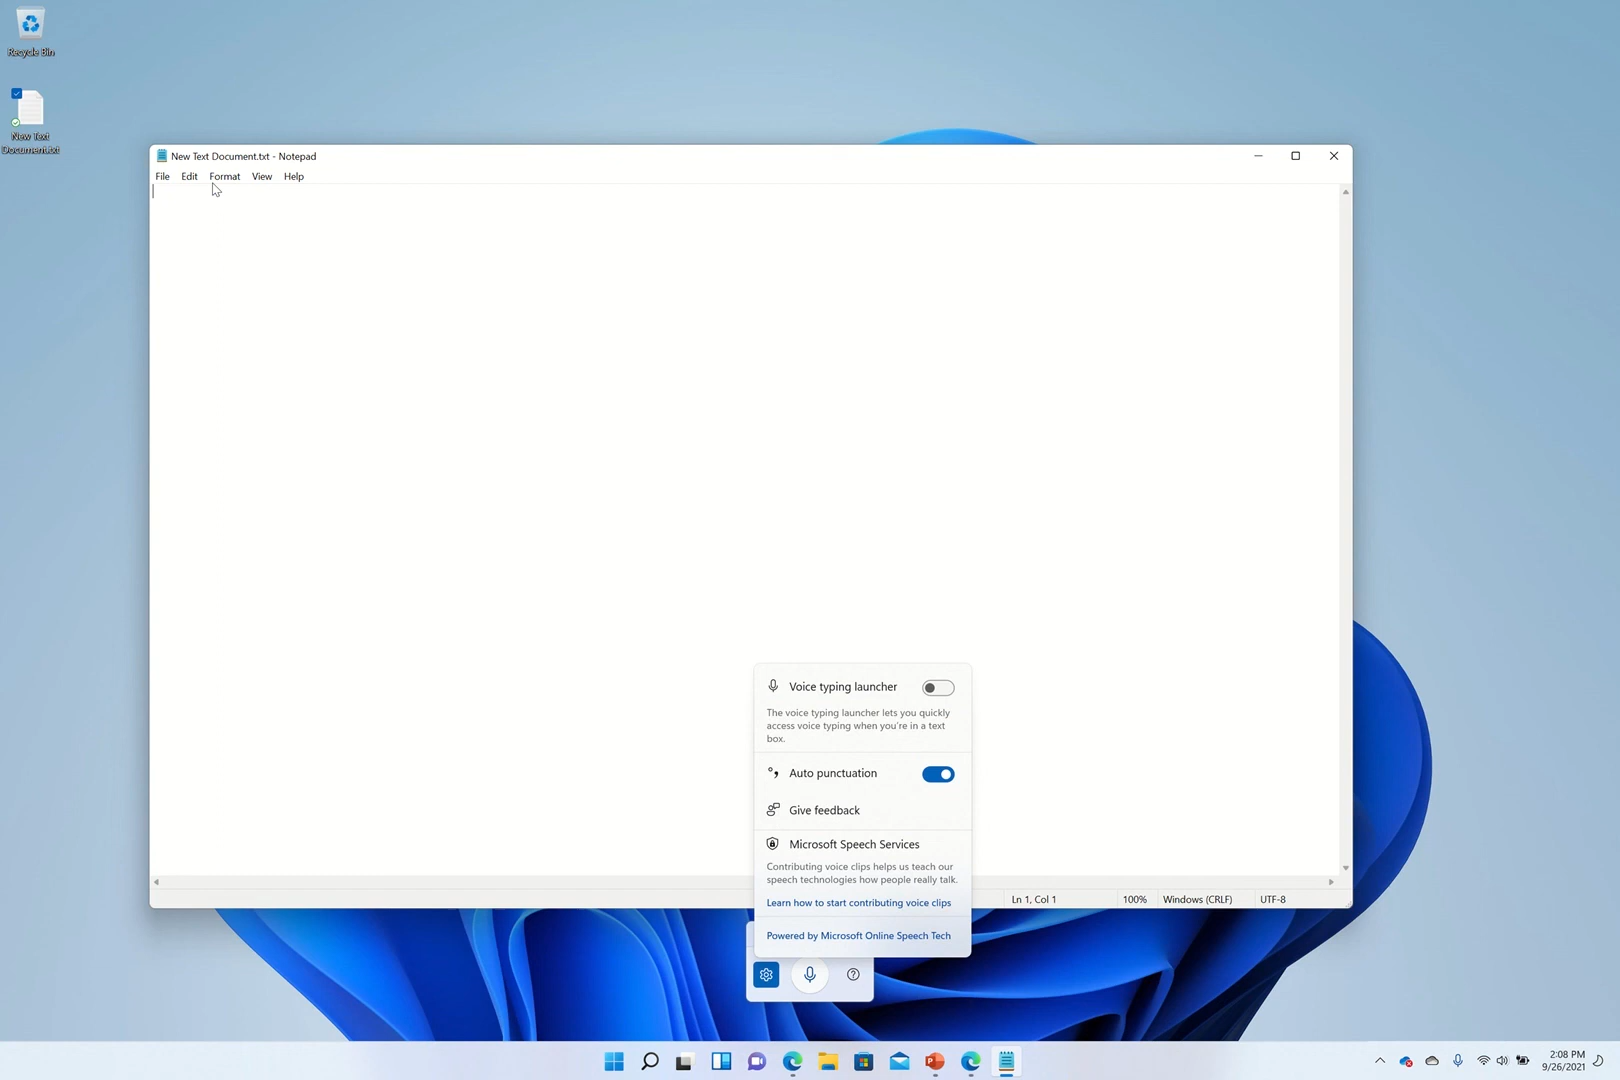 Recycle Bin
New Text
Document.txt
New Text Document.txt - Notepad
File Edit Format View Help
Voice typing launcher
The voice typing launcher lets you quickly
access voice typing when you're in a text
box.
Auto punctuation
Give feedback
Microsoft Speech Services
Contributing voice clips helps us teach our
speech technologies how people really talk.
Learn how to start contributing voice clips
Powered by Microsoft Online Speech Tech
Ln 1, Col 1 100% Windows (CRLF) UTF-8
2:08 PM
9/26/2021